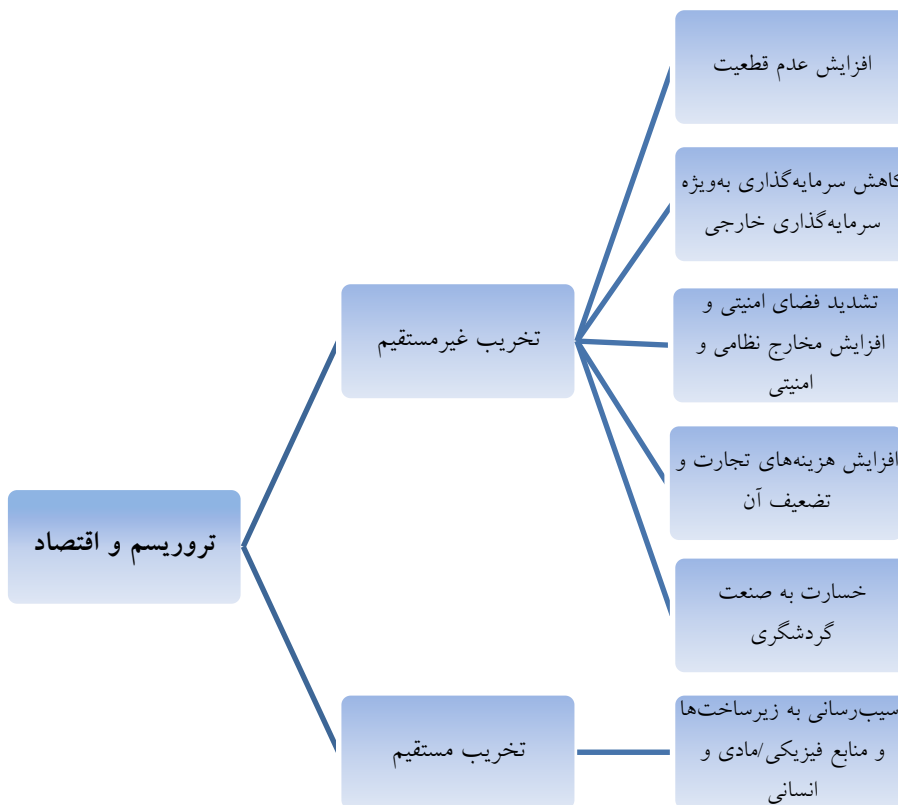 افزایش عدم قطعیت
کاهش سرمایه‌گذاری به‌ویژه
سرمایه‌گذاری خارجی
تشدید فضای امنیتی و
افزایش مخارج نظامی و
امنیتی
تخریب غیرمستقیم
افزایش هزینه‌های تجارت و
تضعیف آن
تروریسم و اقتصاد
خسارت به صنعت
گردشگری
تخریب مستقیم
سیب‌رسانی به زیرساخت‌ها
و منابع فیزیکی/مادی و
انسانی